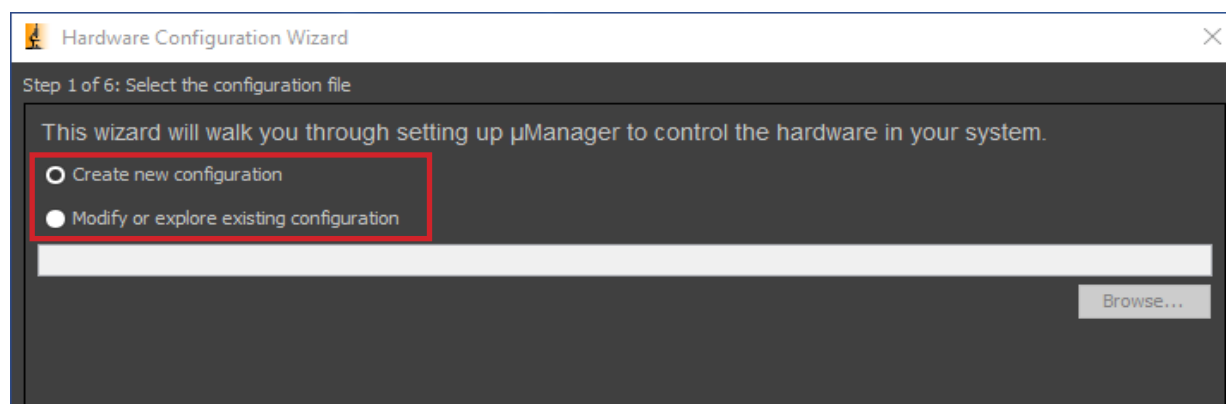 Hardware Configuration Wizard
Step 1 of 6: Select the configuration file
This wizard will walk you through setting up µManager to control the hardware in your system.
Create new configuration
Modify or explore existing configuration
Browse...